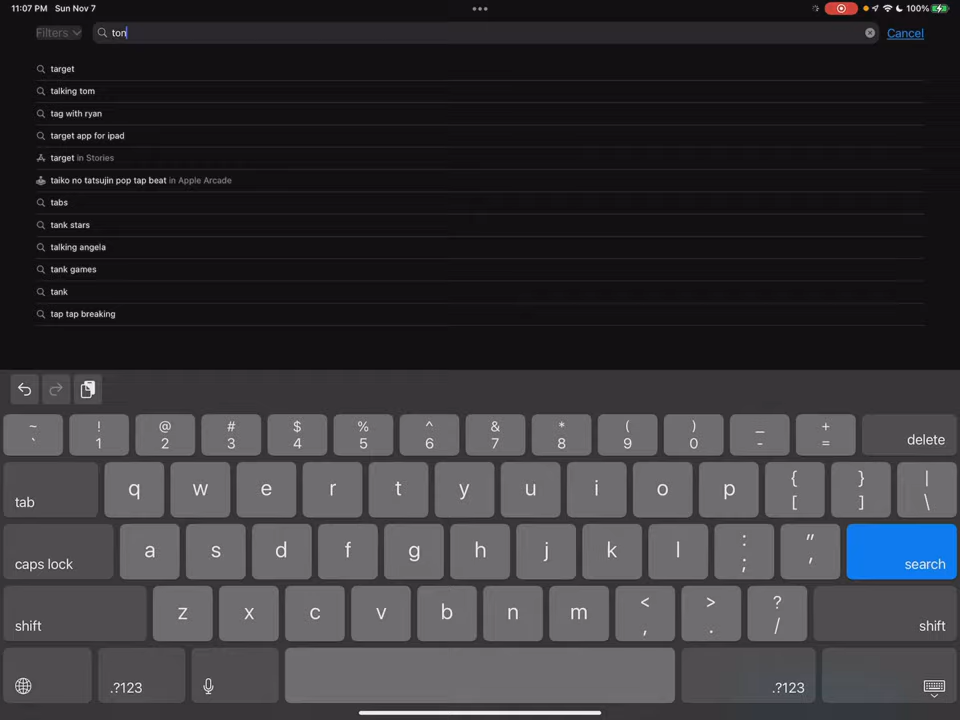 11:07 PM Sun Nov 7
100%
Filters
ton
Cancel
target
talking tom
tag with ryan
target app for ipad
target in Stories
taiko no tatsujin pop tap beat in Apple Arcade
tabs
tank stars
talking angela
tank games
tank
tap tap breaking
~ ! @ # $ % ^ & * ( ) _ +
` 1 2 3 4 5 6 7 8 9 0 - = delete
tab q w e r t y u i o p { [ } ] | \
caps lock a s d f g h j k l : ; " ' search
shift z x c v b n m < , > . ? / shift
.?123 .?123